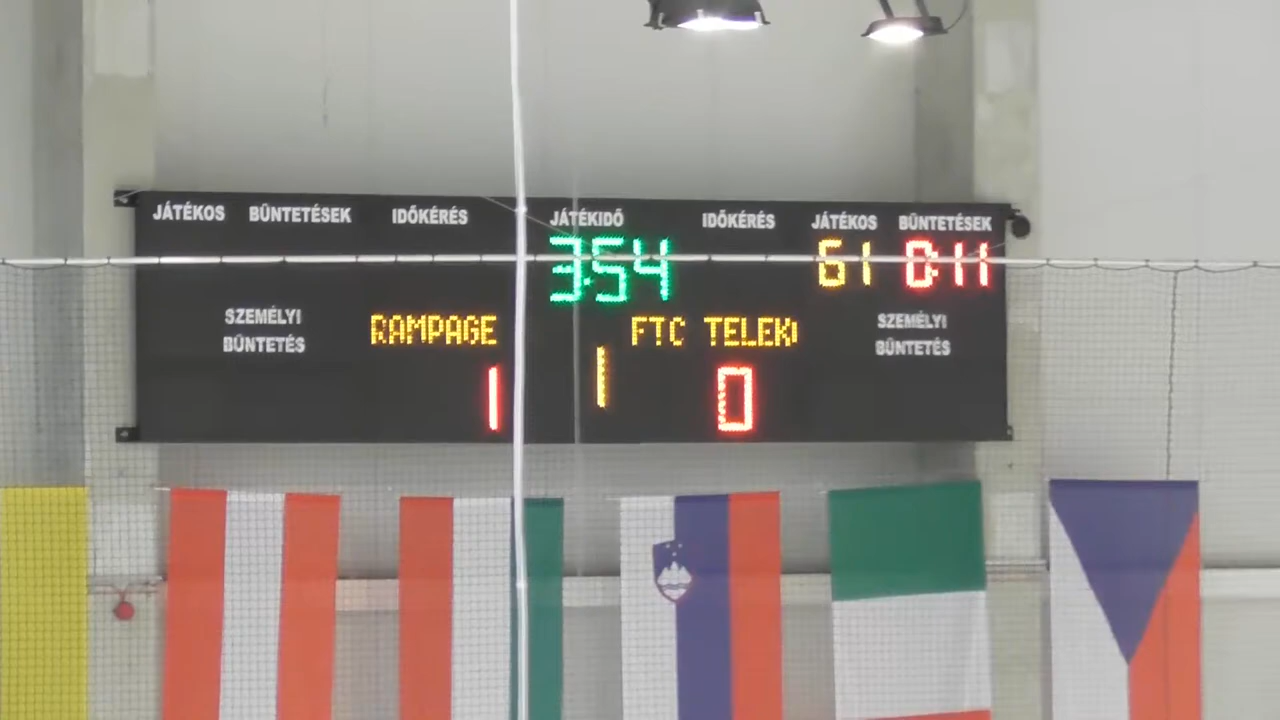 JÁTÉKOS BÜNTETÉSEK IDŐKÉRÉS JÁTÉKIDŐ IDŐKÉRÉS JÁTÉKOS BÜNTETÉSEK
3:54 61 0:11
SZEMÉLYI BÜNTETÉS
RAMPAGE FTC TELEKI
SZEMÉLYI BÜNTETÉS
1 1 0